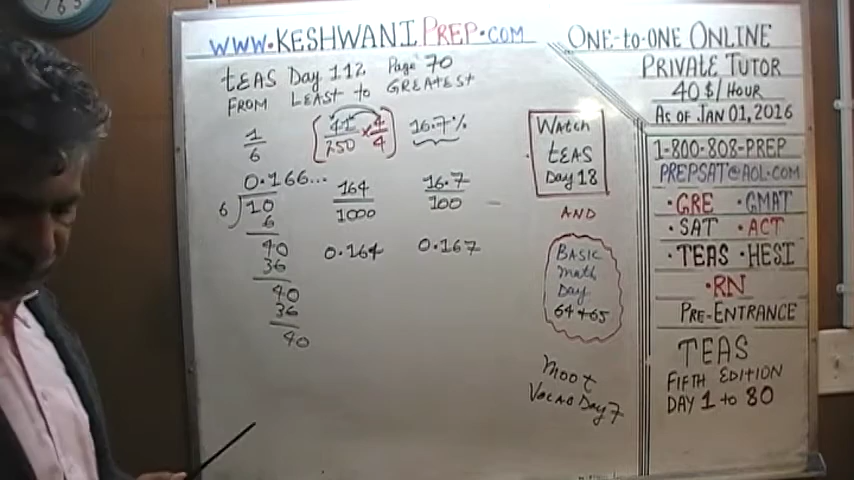 WWW.KESHWANIPREP.COM
tEAS Day 112 Page 70
FROM LEAST to GREATEST
1/6
[41/250 x 4/4] 16.7%
0.166...
6 10
6
40
36
40
36
40
164/1000
0.164
16.7/100
0.167
Watch
tEAS
Day 18
AND
BASIC
math
Day
64+65
moot
VOCAB Day 7
ONE-to-ONE ONLINE
PRIVATE TUTOR
40 $/HOUR
AS OF JAN 01, 2016
1-800-808-PREP
PREPSAT@AOL.COM
•GRE •GMAT
•SAT •ACT
•TEAS •HESI
•RN
PRE-ENTRANCE
TEAS
FIFTH EDITION
DAY 1 to 80